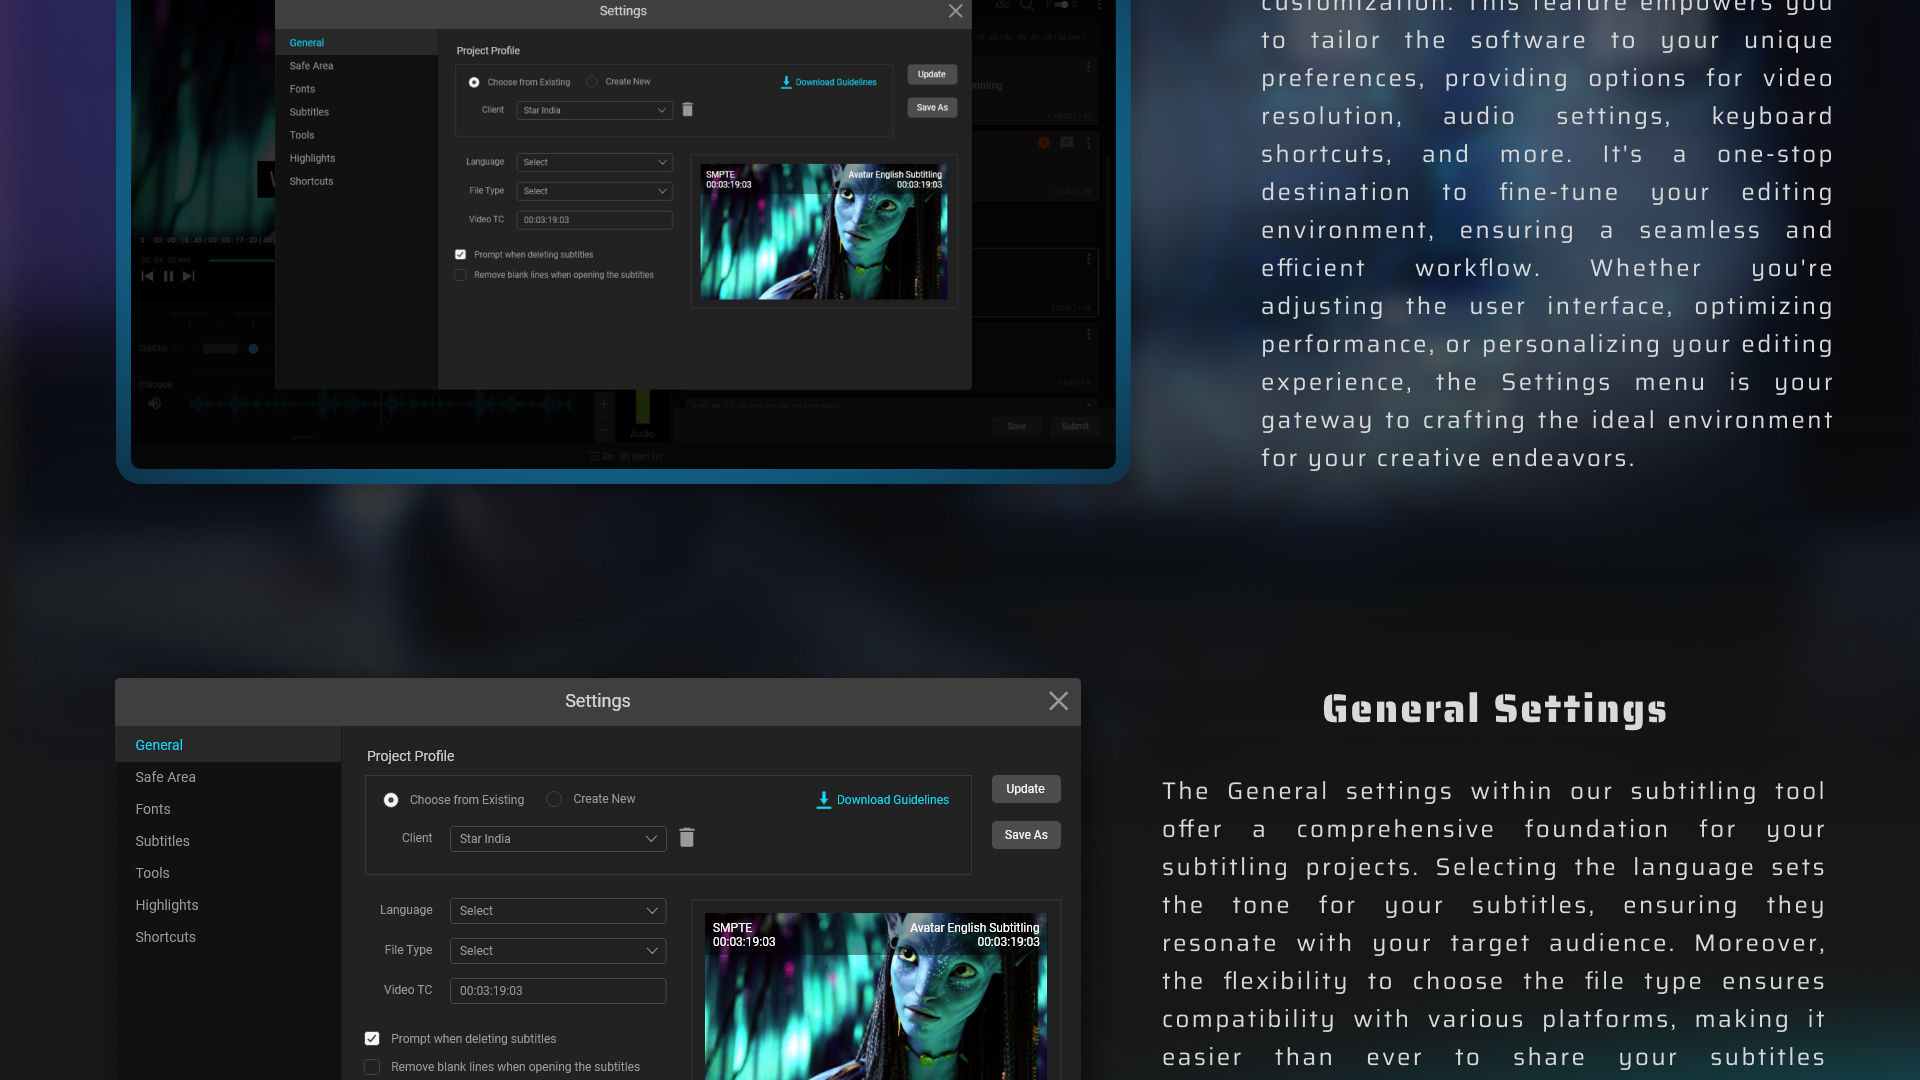 Settings
General
Safe Area
Fonts
Subtitles
Tools
Highlights
Shortcuts
Project Profile
Choose from Existing
Create New
Download Guidelines
Update
Client
Star India
Save As
Language
Select
File Type
Select
Video TC
00:03:19:03
SMPTE
00:03:19:03
Avatar English Subtitling
00:03:19:03
Prompt when deleting subtitles
Remove blank lines when opening the subtitles
Subtitle
Dialogue
Audio
Save
Submit
customization. This feature empowers you
to tailor the software to your unique
preferences, providing options for video
resolution, audio settings, keyboard
shortcuts, and more. It's a one-stop
destination to fine-tune your editing
environment, ensuring a seamless and
efficient workflow. Whether you're
adjusting the user interface, optimizing
performance, or personalizing your editing
experience, the Settings menu is your
gateway to crafting the ideal environment
for your creative endeavors.
Settings
General
Safe Area
Fonts
Subtitles
Tools
Highlights
Shortcuts
Project Profile
Choose from Existing
Create New
Download Guidelines
Update
Client
Star India
Save As
Language
Select
File Type
Select
Video TC
00:03:19:03
SMPTE
00:03:19:03
Avatar English Subtitling
00:03:19:03
Prompt when deleting subtitles
Remove blank lines when opening the subtitles
General Settings
The General settings within our subtitling tool
offer a comprehensive foundation for your
subtitling projects. Selecting the language sets
the tone for your subtitles, ensuring they
resonate with your target audience. Moreover,
the flexibility to choose the file type ensures
compatibility with various platforms, making it
easier than ever to share your subtitles